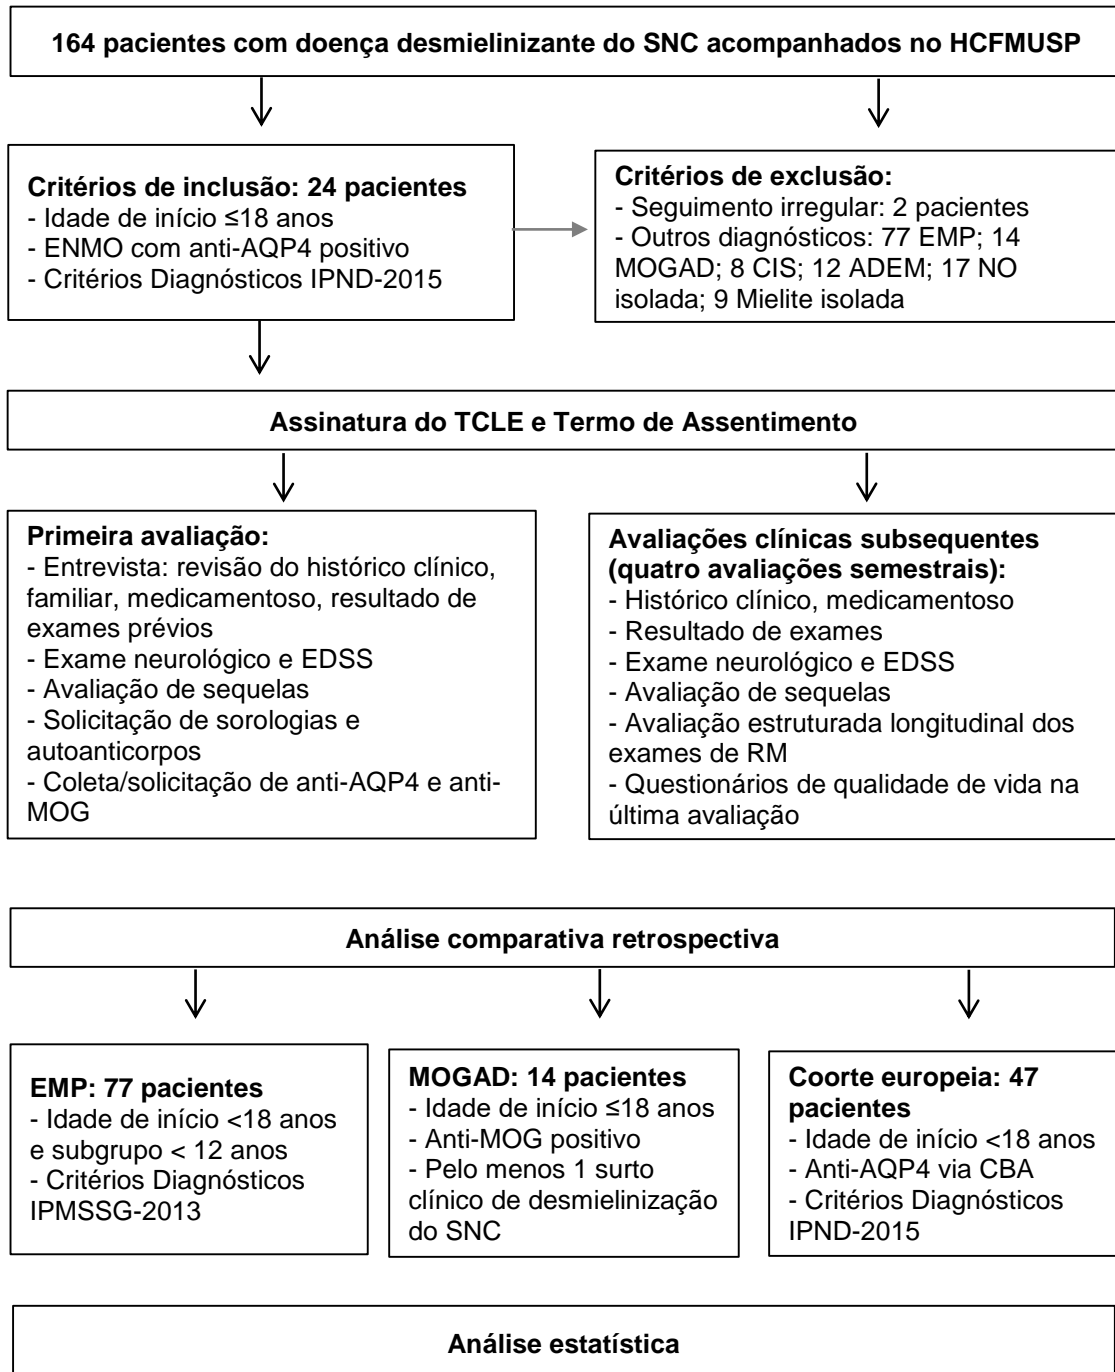 164 pacientes com doença desmielinizante do SNC acompanhados no HCFMUSP
Critérios de inclusão: 24 pacientes
- Idade de início ≤18 anos
- ENMO com anti-AQP4 positivo
- Critérios Diagnósticos IPND-2015
Critérios de exclusão:
- Seguimento irregular: 2 pacientes
- Outros diagnósticos: 77 EMP; 14
MOGAD; 8 CIS; 12 ADEM; 17 NO
isolada; 9 Mielite isolada
Assinatura do TCLE e Termo de Assentimento
Primeira avaliação:
- Entrevista: revisão do histórico clínico,
familiar, medicamentoso, resultado de
exames prévios
- Exame neurológico e EDSS
- Avaliação de sequelas
- Solicitação de sorologias e
autoanticorpos
- Coleta/solicitação de anti-AQP4 e anti-
MOG
Avaliações clínicas subsequentes
(quatro avaliações semestrais):
- Histórico clínico, medicamentoso
- Resultado de exames
- Exame neurológico e EDSS
- Avaliação de sequelas
- Avaliação estruturada longitudinal dos
exames de RM
- Questionários de qualidade de vida na
última avaliação
Análise comparativa retrospectiva
EMP: 77 pacientes
- Idade de início <18 anos
e subgrupo < 12 anos
- Critérios Diagnósticos
IPMSSG-2013
MOGAD: 14 pacientes
- Idade de início ≤18 anos
- Anti-MOG positivo
- Pelo menos 1 surto
clínico de desmielinização
do SNC
Coorte europeia: 47
pacientes
- Idade de início <18 anos
- Anti-AQP4 via CBA
- Critérios Diagnósticos
IPND-2015
Análise estatística